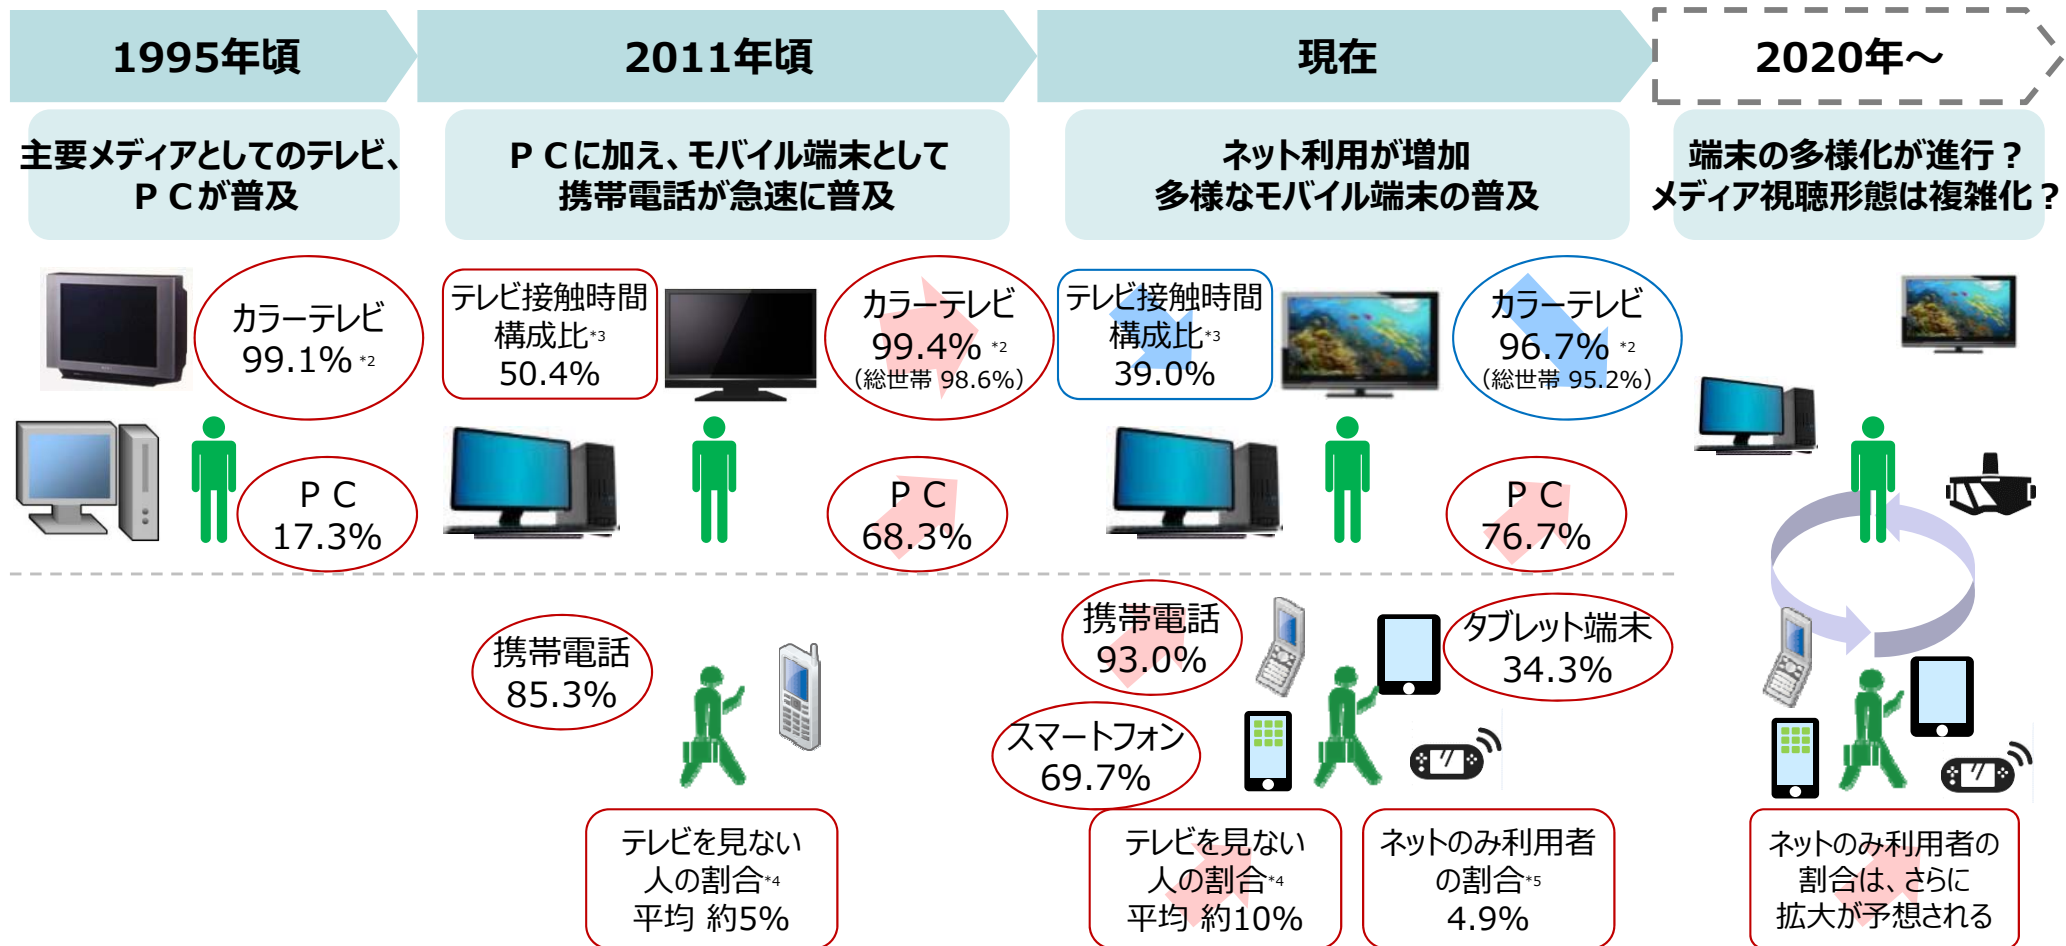 1995年頃
2011年頃
現在
2020年～
主要メディアとしてのテレビ、
ＰＣが普及
ＰＣに加え、モバイル端末として
携帯電話が急速に普及
ネット利用が増加
多様なモバイル端末の普及
端末の多様化が進行？
メディア視聴形態は複雑化？
カラーテレビ
99.1% *2
テレビ接触時間
構成比*3
50.4%
カラーテレビ
99.4% *2
（総世帯 98.6%）
テレビ接触時間
構成比*3
39.0%
カラーテレビ
96.7% *2
（総世帯 95.2%）
ＰＣ
17.3%
ＰＣ
68.3%
ＰＣ
76.7%
携帯電話
85.3%
携帯電話
93.0%
タブレット端末
34.3%
スマートフォン
69.7%
テレビを見ない
人の割合*4
平均 約5%
テレビを見ない
人の割合*4
平均 約10%
ネットのみ利用者
の割合*5
4.9%
ネットのみ利用者の
割合は、さらに
拡大が予想される